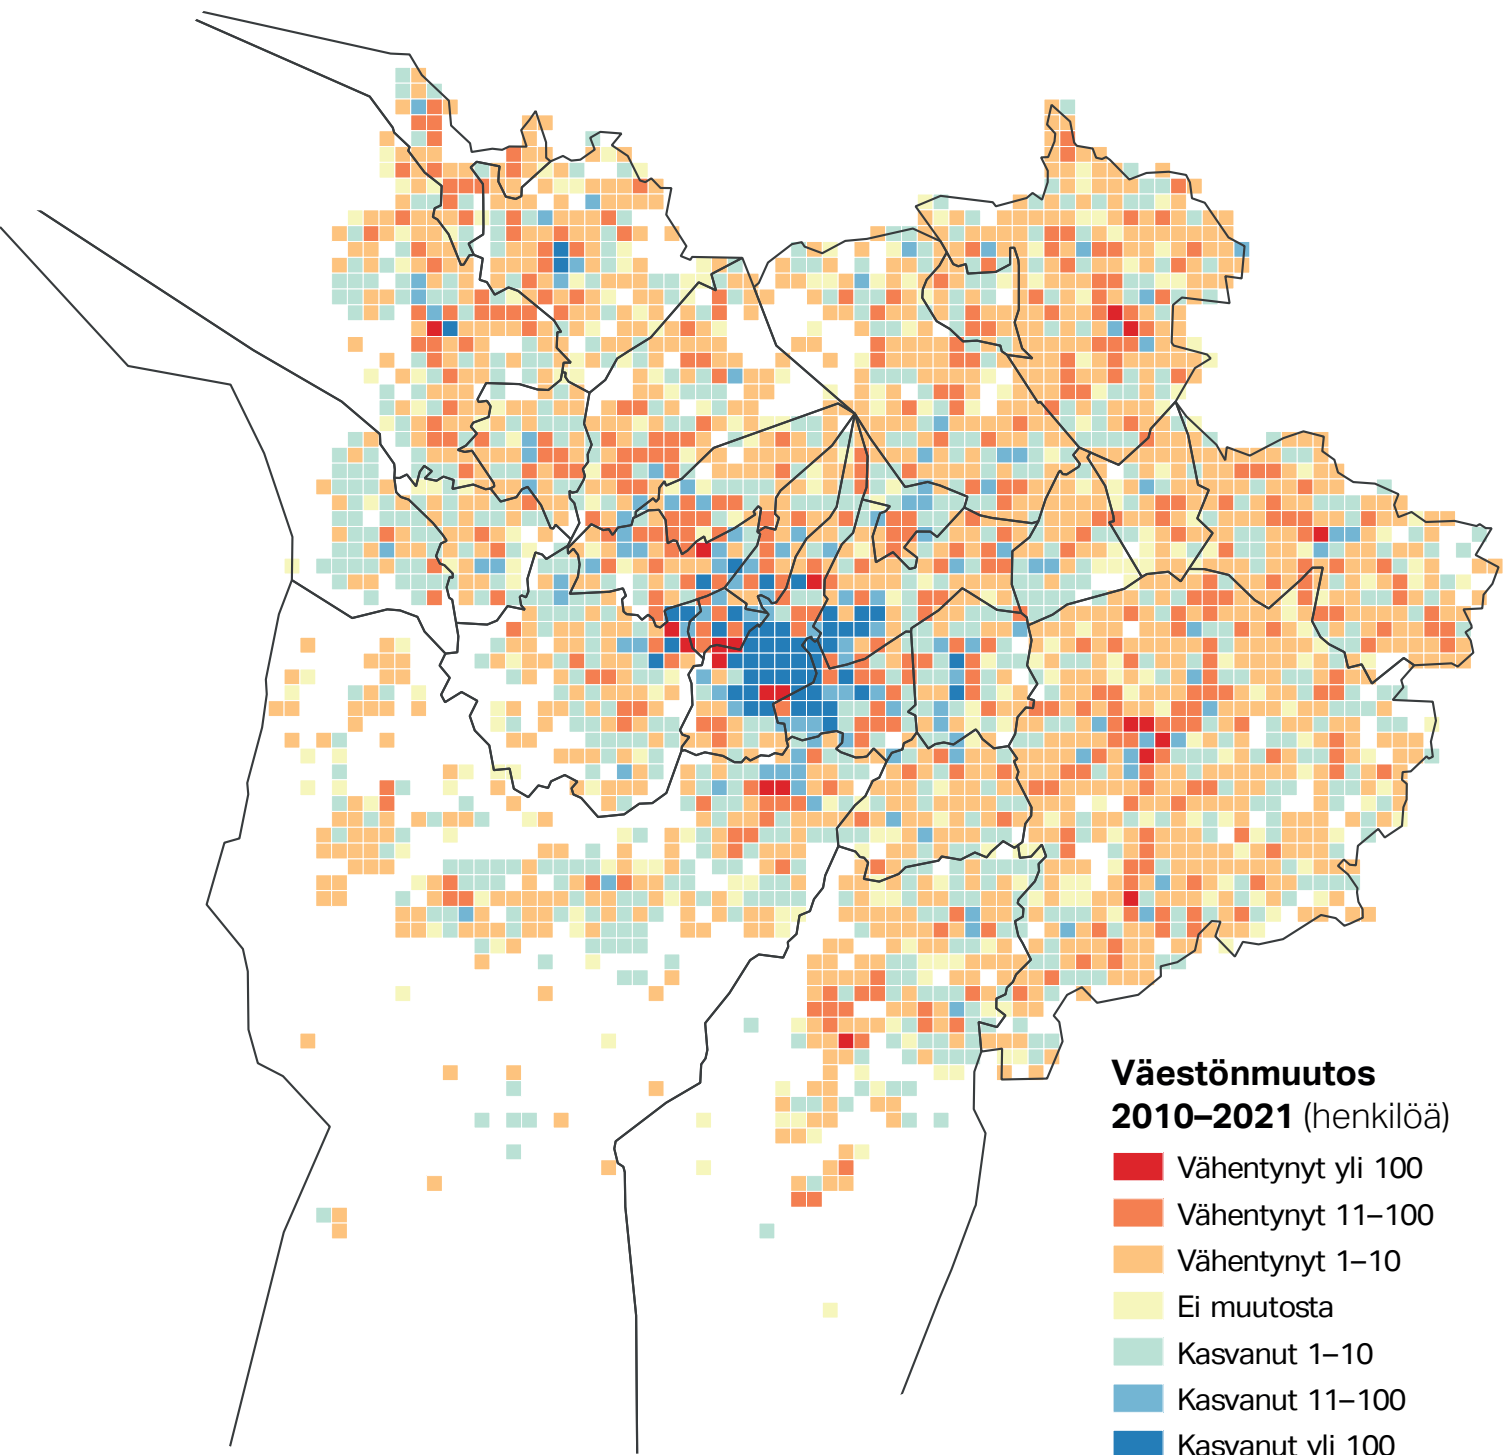 Väestönmuutos
2010–2021 (henkilöä)
Vähentynyt yli 100
Vähentynyt 11–100
Vähentynyt 1–10
Ei muutosta
Kasvanut 1–10
Kasvanut 11–100
Kasvanut yli 100